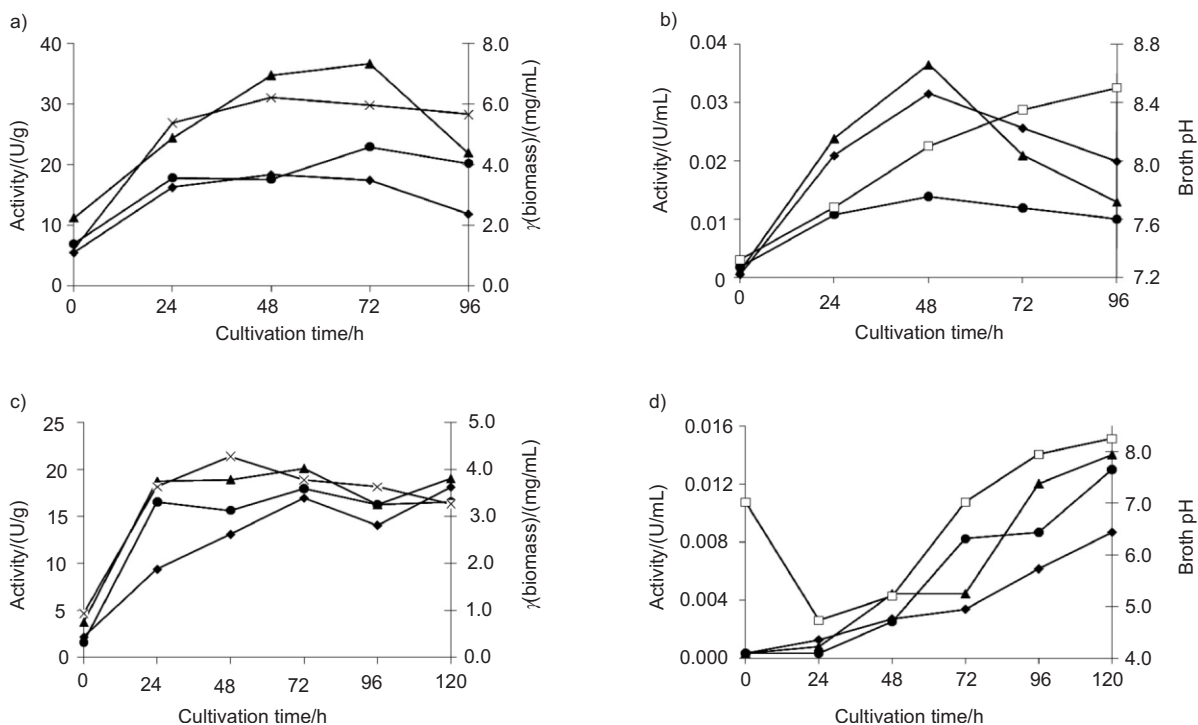 a)
40
30
20
10
0
Activity/(U/g)
8.0
6.0
4.0
2.0
0.0
γ(biomass)/(mg/mL)
0 24 48 72 96
Cultivation time/h
b)
0.04
0.03
0.02
0.01
0
Activity/(U/mL)
8.8
8.4
8.0
7.6
7.2
Broth pH
0 24 48 72 96
Cultivation time/h
c)
25
20
15
10
5
0
Activity/(U/g)
5.0
4.0
3.0
2.0
1.0
0.0
γ(biomass)/(mg/mL)
0 24 48 72 96 120
Cultivation time/h
d)
0.016
0.012
0.008
0.004
0.000
Activity/(U/mL)
8.0
7.0
6.0
5.0
4.0
Broth pH
0 24 48 72 96 120
Cultivation time/h